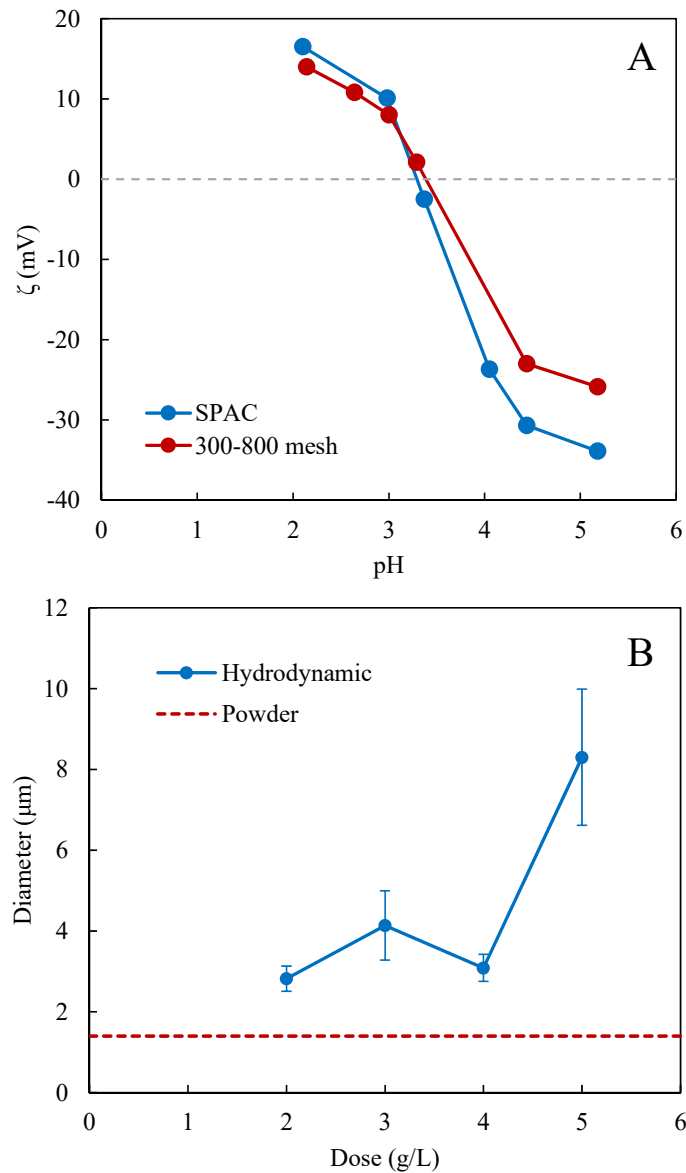 A
20
10
0
-10
-20
-30
-40
ζ (mV)
SPAC
300-800 mesh
0 1 2 3 4 5 6
pH
B
12
10
8
6
4
2
0
Diameter (μm)
Hydrodynamic
Powder
0 1 2 3 4 5 6
Dose (g/L)